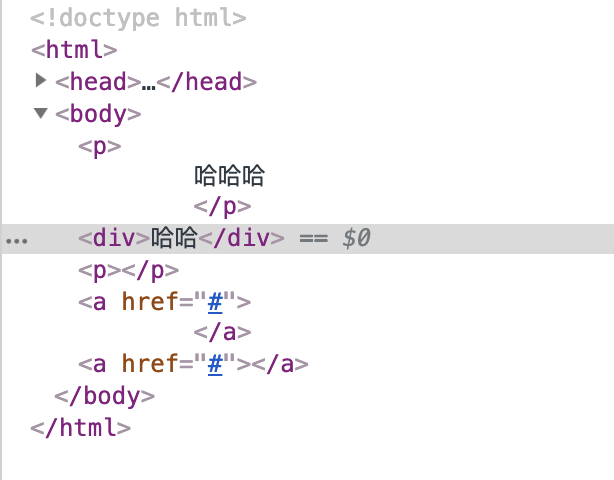 <!doctype html>
<html>
<head>…</head>
<body>
<p>
哈哈哈
</p>
... <div>哈哈</div> == $0
<p></p>
<a href="#">
</a>
<a href="#"></a>
</body>
</html>